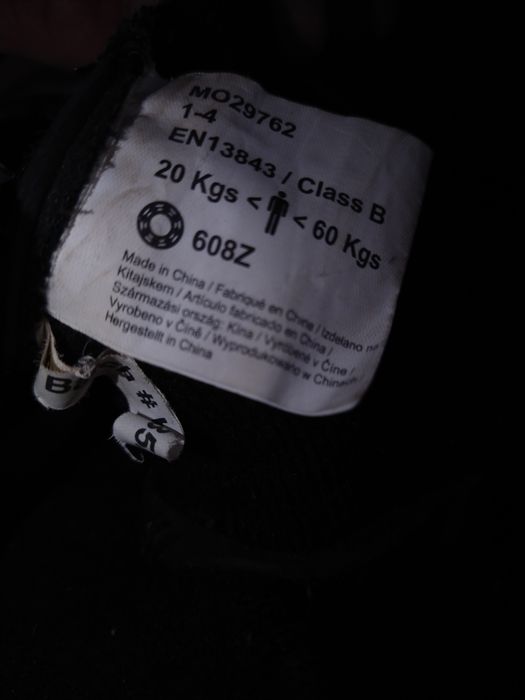 MO29762
1-4
EN13843 / Class B
20 Kgs < < 60 Kgs
608Z
Made in China / Fabriqué en Chine / Izdelano na
Kitajskem / Artículo fabricado en China /
Származási ország: Kína / Vyrobené v Číne /
Vyrobeno v Číně / Wyprodukowano w Chinach
Hergestellt in China
B
#
5